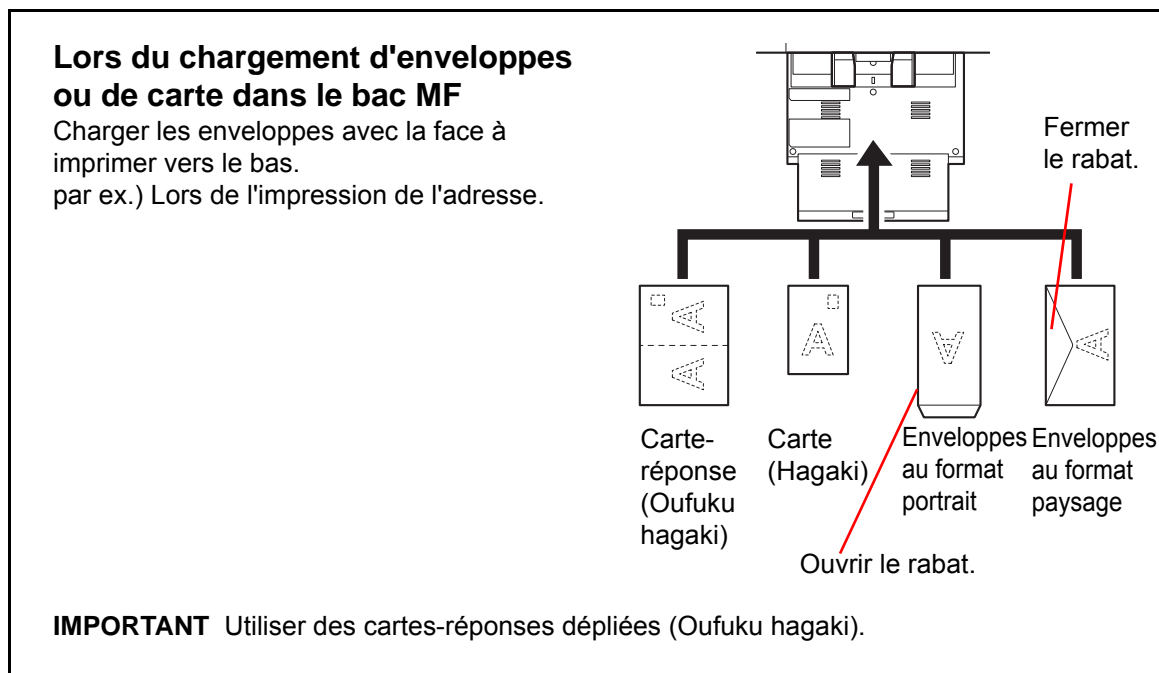 Lors du chargement d'enveloppes
ou de carte dans le bac MF
Charger les enveloppes avec la face à
imprimer vers le bas.
par ex.) Lors de l'impression de l'adresse.
Fermer
le rabat.
A
A
A
A
A
Carte-
réponse
(Oufuku
hagaki)
Carte
(Hagaki)
Enveloppes
au format
portrait
Enveloppes
au format
paysage
Ouvrir le rabat.
IMPORTANT Utiliser des cartes-réponses dépliées (Oufuku hagaki).